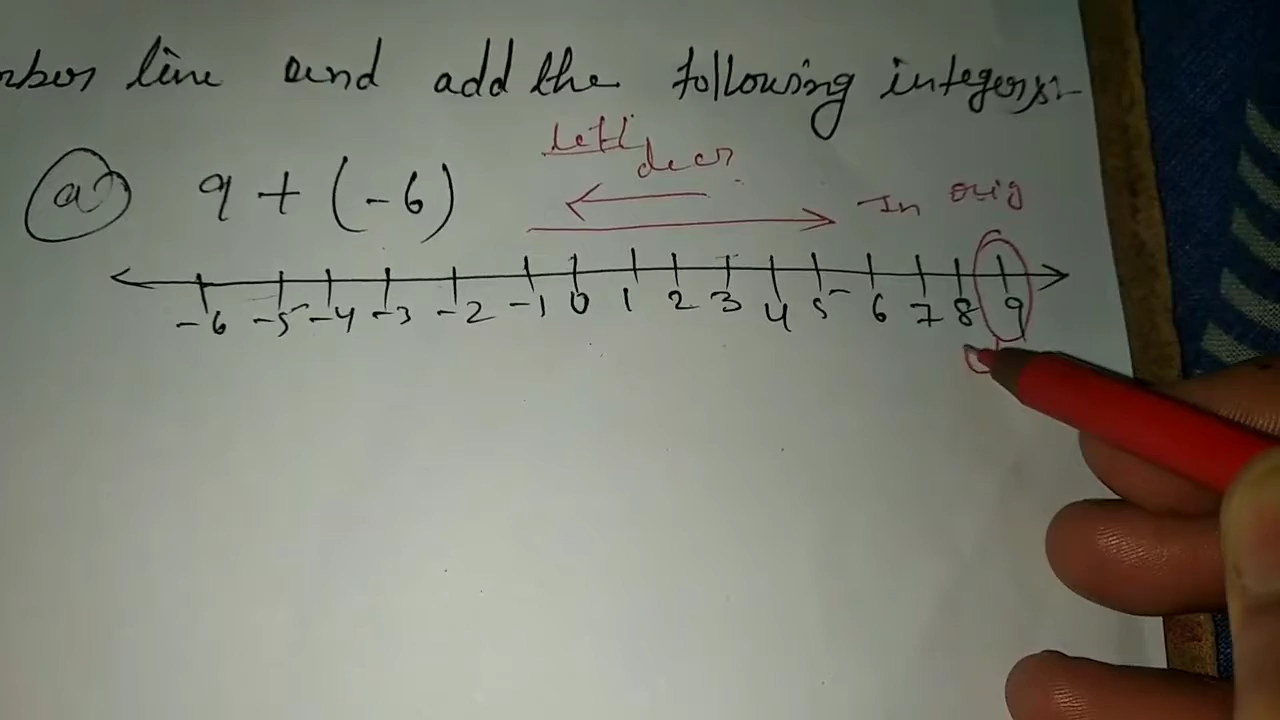 line and add the following integers:-
left decr
(a) 9 + (-6)
In orig
-6 -5 -4 -3 -2 -1 0 1 2 3 4 5 6 7 8 9